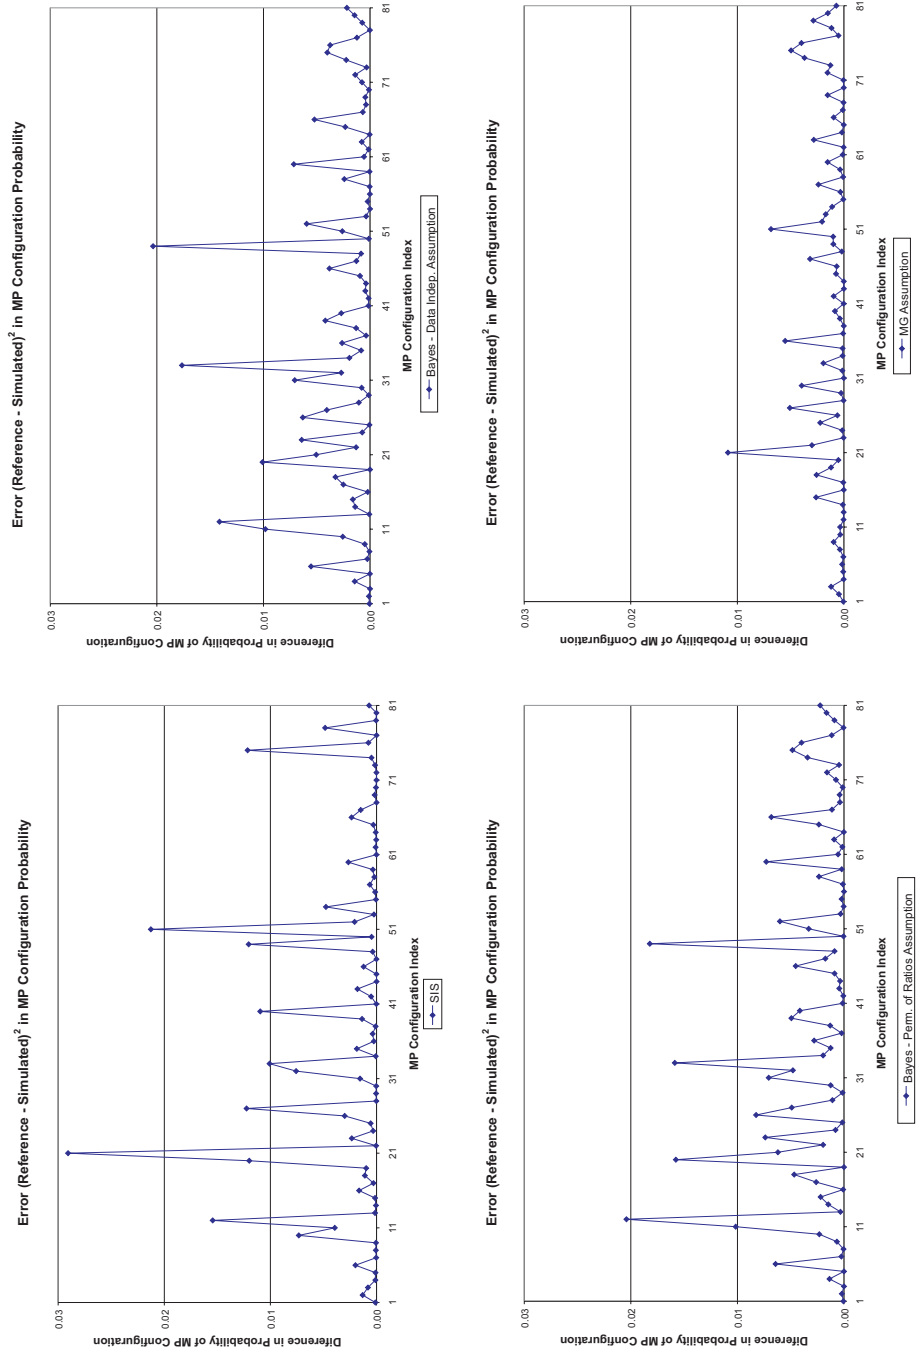 Error (Reference - Simulated)² in MP Configuration Probability
Diference in Probability of MP Configuration
0.03
0.02
0.01
0.00
1 11 21 31 41 51 61 71 81
MP Configuration Index
SIS
Error (Reference - Simulated)² in MP Configuration Probability
Diference in Probability of MP Configuration
0.03
0.02
0.01
0.00
1 11 21 31 41 51 61 71 81
MP Configuration Index
Bayes - Data Indep. Assumption
Error (Reference - Simulated)² in MP Configuration Probability
Diference in Probability of MP Configuration
0.03
0.02
0.01
0.00
1 11 21 31 41 51 61 71 81
MP Configuration Index
Bayes - Perm. of Ratios Assumption
Error (Reference - Simulated)² in MP Configuration Probability
Diference in Probability of MP Configuration
0.03
0.02
0.01
0.00
1 11 21 31 41 51 61 71 81
MP Configuration Index
MG Assumption